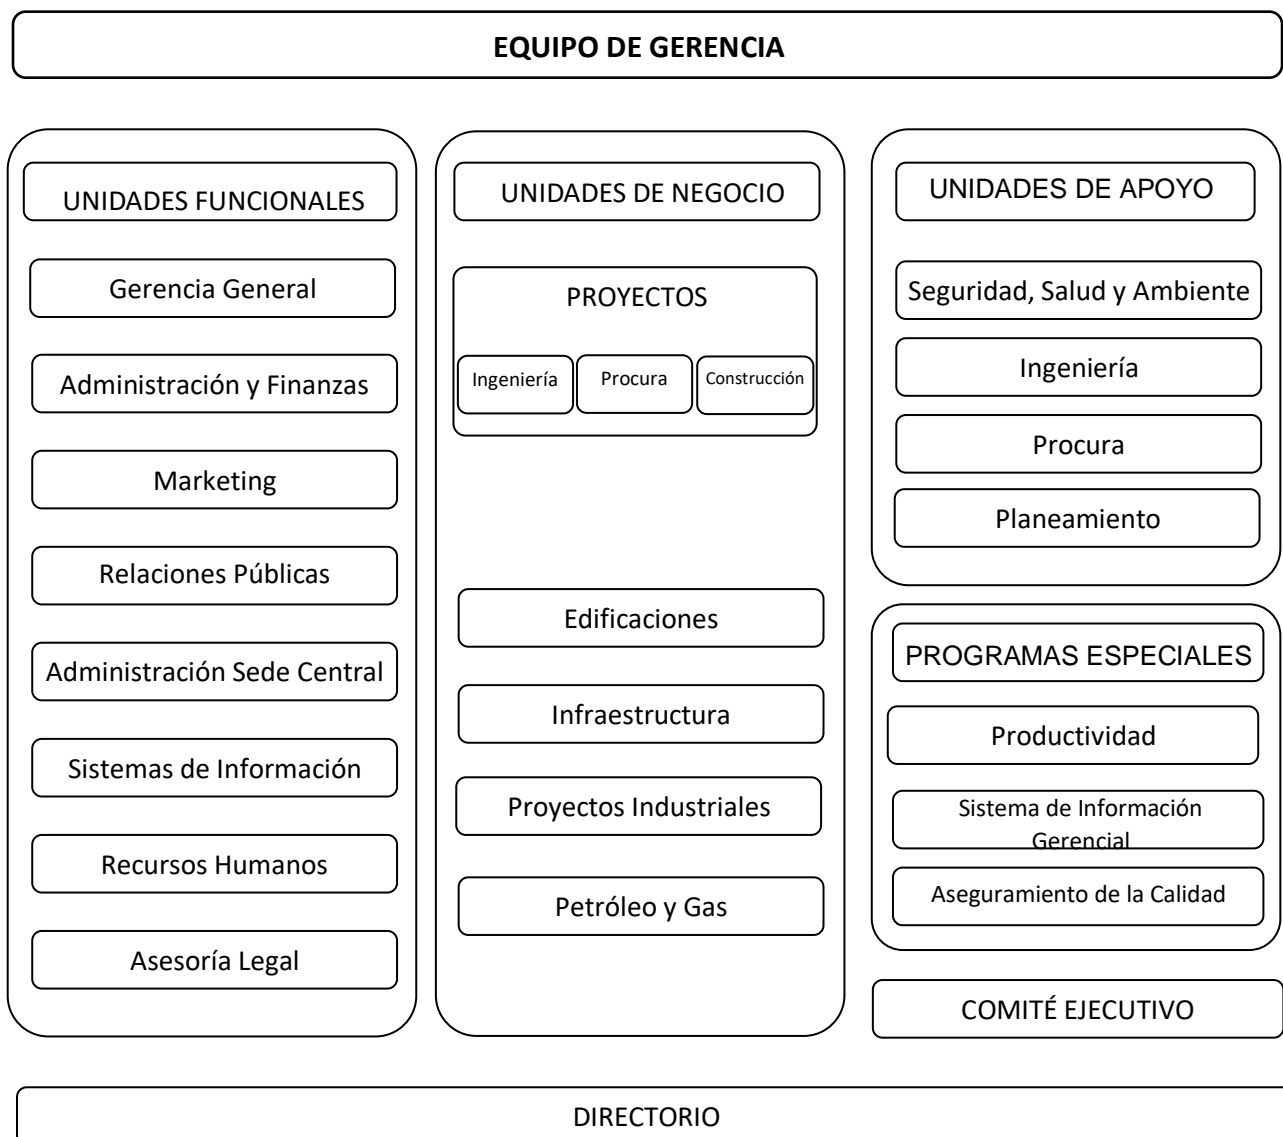 EQUIPO DE GERENCIA
UNIDADES FUNCIONALES
Gerencia General
Administración y Finanzas
Marketing
Relaciones Públicas
Administración Sede Central
Sistemas de Información
Recursos Humanos
Asesoría Legal
UNIDADES DE NEGOCIO
PROYECTOS
Ingeniería Procura Construcción
Edificaciones
Infraestructura
Proyectos Industriales
Petróleo y Gas
UNIDADES DE APOYO
Seguridad, Salud y Ambiente
Ingeniería
Procura
Planeamiento
PROGRAMAS ESPECIALES
Productividad
Sistema de Información
Gerencial
Aseguramiento de la Calidad
COMITÉ EJECUTIVO
DIRECTORIO